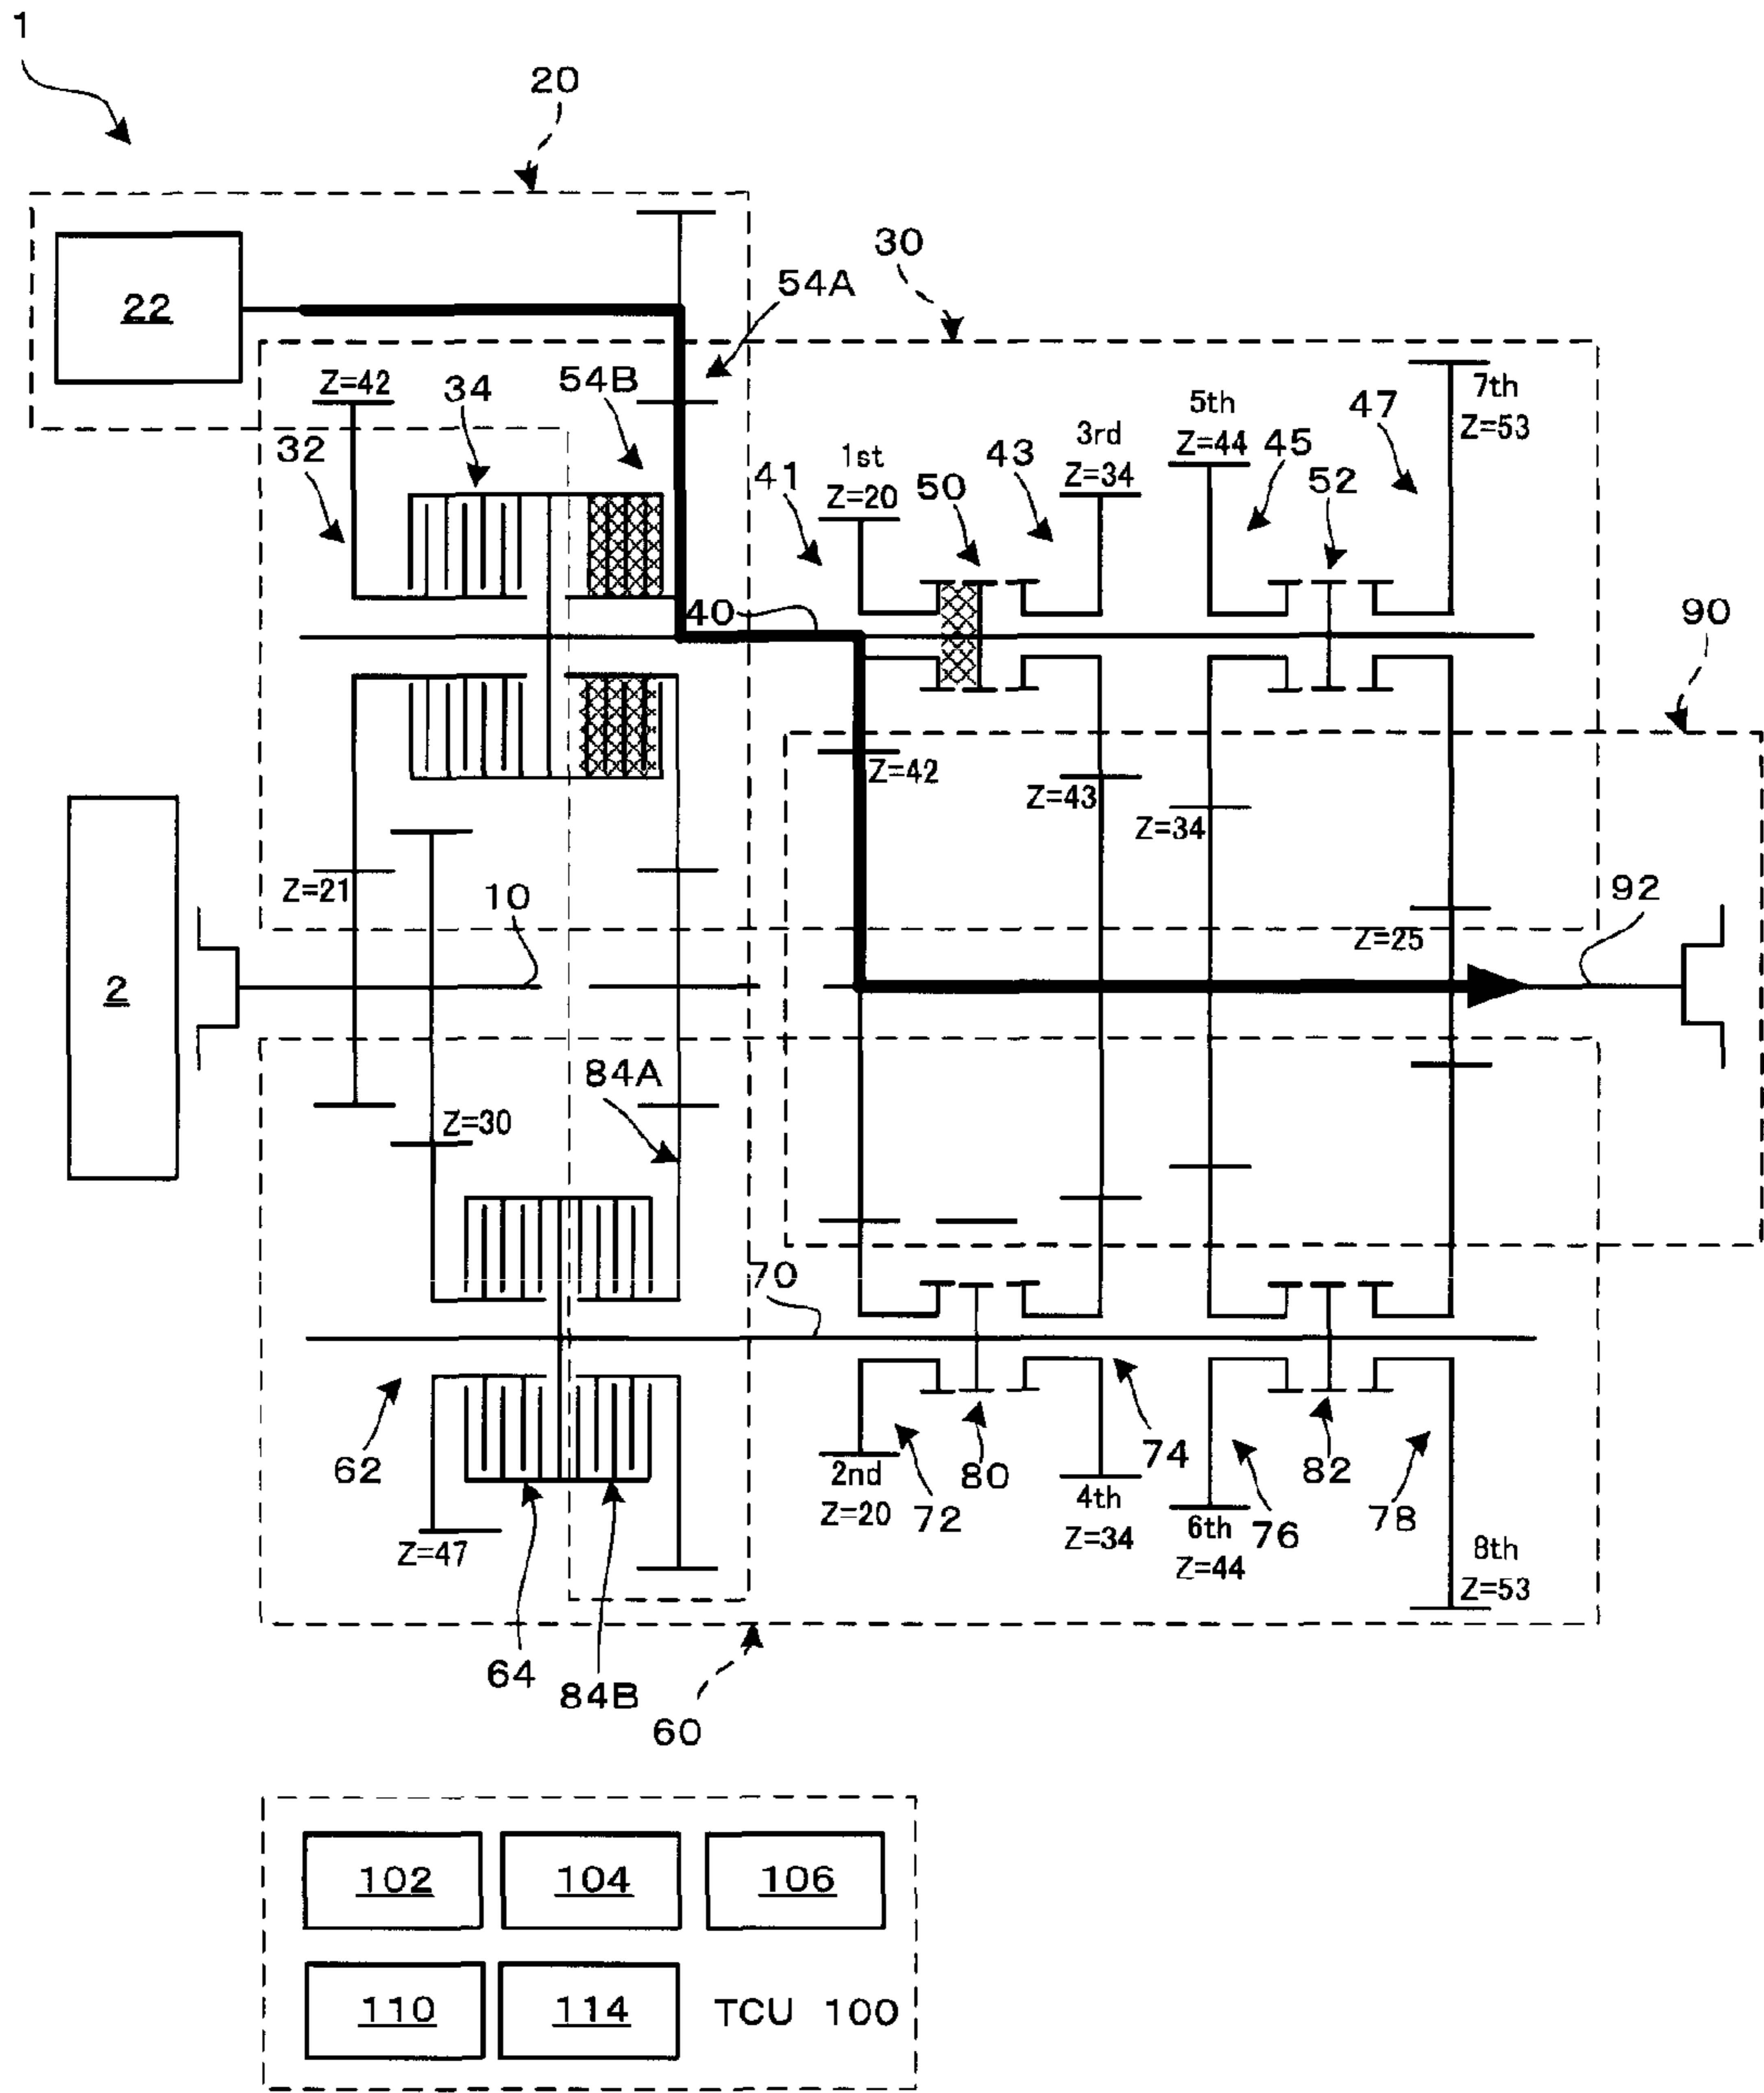 1
20
30
22
54A
54B
Z=42
34
32
41
1st
Z=20
50
43
3rd
Z=34
5th
Z=44
45
52
47
7th
Z=53
40
90
Z=42
Z=43
Z=34
Z=21
10
Z=25
92
2
84A
Z=30
70
62
Z=47
64
84B
60
2nd
Z=20
72
80
74
4th
Z=34
6th
Z=44
76
82
78
8th
Z=53
102
104
106
110
114
TCU 100